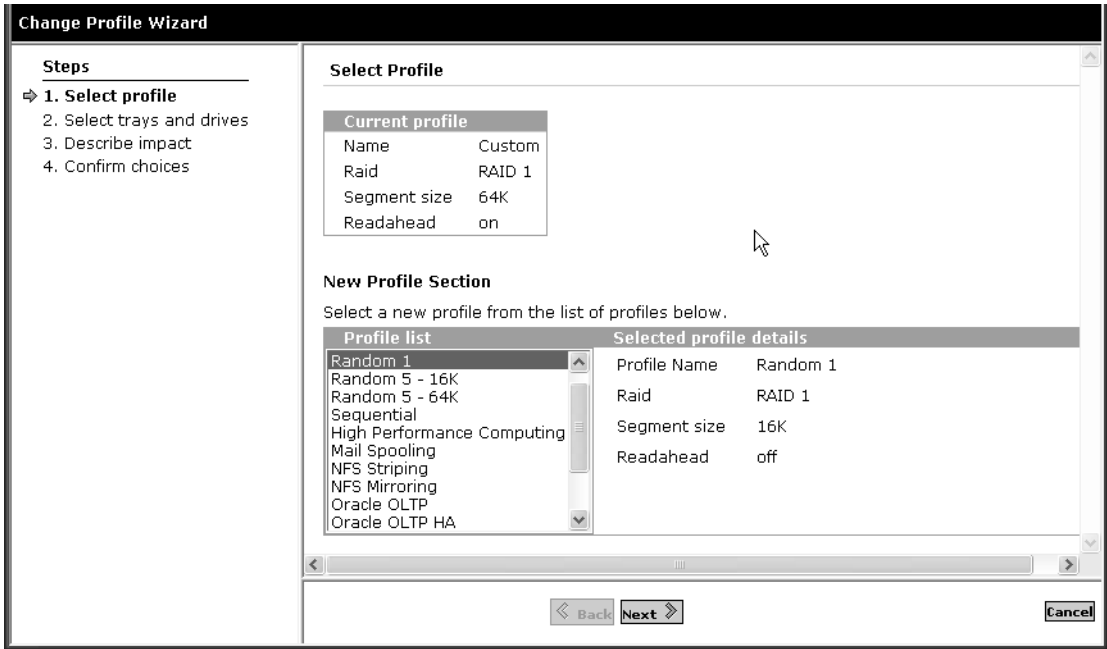 Change Profile Wizard
Steps
1. Select profile
2. Select trays and drives
3. Describe impact
4. Confirm choices
Select Profile
Current profile
Name Custom
Raid RAID 1
Segment size 64K
Readahead on
New Profile Section
Select a new profile from the list of profiles below.
Profile list
Random 1
Random 5 - 16K
Random 5 - 64K
Sequential
High Performance Computing
Mail Spooling
NFS Striping
NFS Mirroring
Oracle OLTP
Oracle OLTP HA
Selected profile details
Profile Name Random 1
Raid RAID 1
Segment size 16K
Readahead off
Back Next Cancel